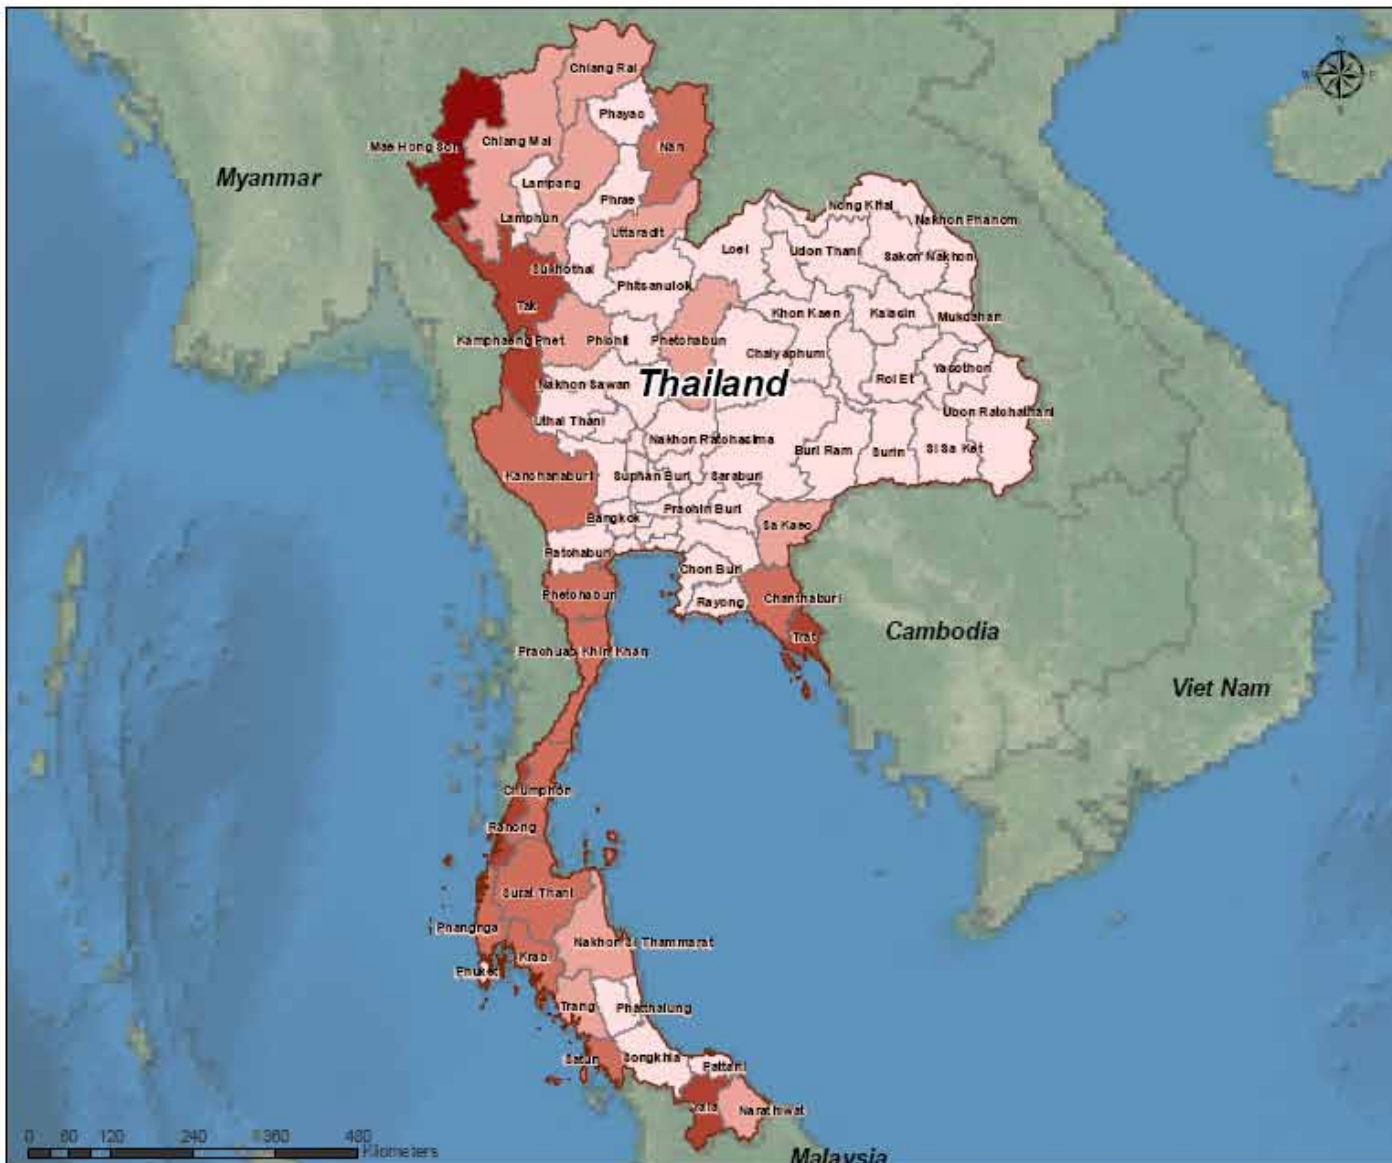 N
W
E
S
Chiang Rai
Phayao
Nan
Mae Hong Son
Chiang Mai
Myanmar
Lampang
Phrae
Lamphun
Uttaradit
Nong Khai
Nakhon Phanom
Loei
Udon Thani
Sakon Nakhon
Sukhothai
Phitsanulok
Tak
Khon Kaen
Kalasin
Mukdahan
Kamphaeng Phet
Phichit
Phetchabun
Chaiyaphum
Yasothon
Roi Et
Nakhon Sawan
Thailand
Ubon Ratchathani
Uthai Thani
Nakhon Ratchasima
Buri Ram
Surin
Si Sa Ket
Kanchanaburi
Suphan Buri
Saraburi
Prachin Buri
Bangkok
Sa Kaeo
Ratchaburi
Chon Buri
Phetchaburi
Rayong
Chanthaburi
Trat
Cambodia
Prachuap Khiri Khan
Viet Nam
Chumphon
Ranong
Surat Thani
Phangnga
Nakhon Si Thammarat
Krabi
Phuket
Trang
Phatthalung
Satun
Songkhla
Pattani
Yala
Narathiwat
0 60 120 240 360 480
Kilometers
Malaysia